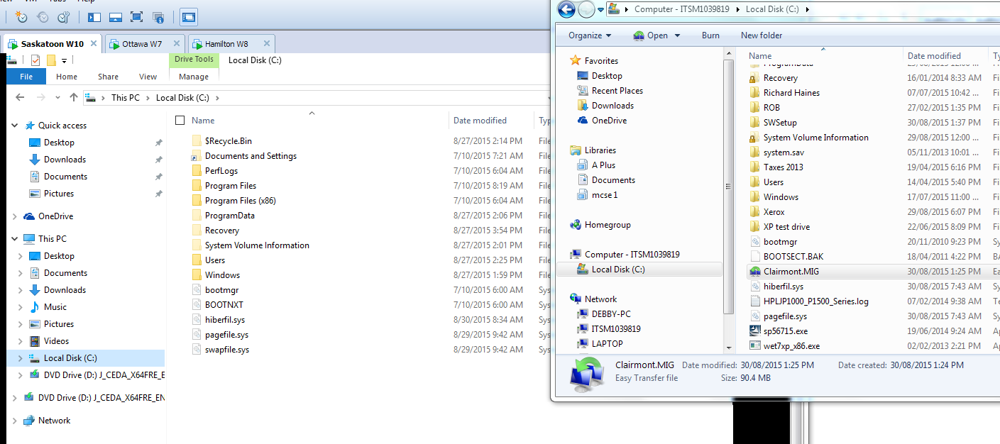 VM Tabs Help
Saskatoon W10 Ottawa W7 Hamilton W8
Drive Tools Local Disk (C:)
File Home Share View Manage
This PC Local Disk (C:)
Name Date modified
Quick access
Desktop
Downloads
Documents
Pictures
OneDrive
This PC
Desktop
Documents
Downloads
Music
Pictures
Videos
Local Disk (C:)
DVD Drive (D:) J_CEDA_X64FRE_E
DVD Drive (D:) J_CEDA_X64FRE_EN
Network
$Recycle.Bin 8/27/2015 2:14 PM File
Documents and Settings 7/10/2015 7:21 AM File
PerfLogs 7/10/2015 6:04 AM File
Program Files 7/10/2015 8:19 AM File
Program Files (x86) 7/10/2015 6:04 AM File
ProgramData 8/27/2015 2:06 PM File
Recovery 8/27/2015 3:54 PM File
System Volume Information 8/27/2015 2:01 PM File
Users 8/27/2015 2:25 PM File
Windows 8/27/2015 1:59 PM File
bootmgr 7/10/2015 6:00 AM Sys
BOOTNXT 7/10/2015 6:00 AM Sys
hiberfil.sys 8/30/2015 8:34 AM Sys
pagefile.sys 8/29/2015 9:42 AM Sys
swapfile.sys 8/29/2015 9:42 AM Sys
Computer - ITSM1039819 Local Disk (C:)
Organize Open Burn New folder
Favorites
Desktop
Recent Places
Downloads
OneDrive
Libraries
A Plus
Documents
mcse1
Homegroup
Computer - ITSM1039819
Local Disk (C:)
Network
DEBBY-PC
ITSM1039819
LAPTOP
Name Date modified Ty
ProgramData
Recovery 16/01/2014 8:33 AM Fi
Richard Haines 07/07/2015 10:42 ... Fi
ROB 27/02/2015 1:35 PM Fi
SWSetup 30/08/2015 1:37 PM Fi
System Volume Information 29/08/2015 12:00 ... Fi
system.sav 05/11/2013 10:01 ... Fi
Taxes 2013 19/04/2015 6:16 PM Fi
Users 14/04/2015 5:40 PM Fi
Windows 17/07/2015 11:00 ... Fi
Xerox 29/08/2015 6:07 PM Fi
XP test drive 22/06/2015 8:09 PM Fi
bootmgr 20/11/2010 9:23 PM Sy
BOOTSECT.BAK 18/04/2011 4:22 PM BA
Clairmont.MIG 30/08/2015 1:25 PM Ea
hiberfil.sys 30/08/2015 7:43 AM Sy
HPLJP1000_P1500_Series.log 07/02/2014 9:38 AM Te
pagefile.sys 30/08/2015 7:43 AM Sy
sp56715.exe 19/06/2014 9:24 AM Ap
wet7xp_x86.exe 02/02/2013 2:21 PM Ap
Clairmont.MIG Date modified: 30/08/2015 1:25 PM Date created: 30/08/2015 1:24 PM
Easy Transfer file Size: 90.4 MB